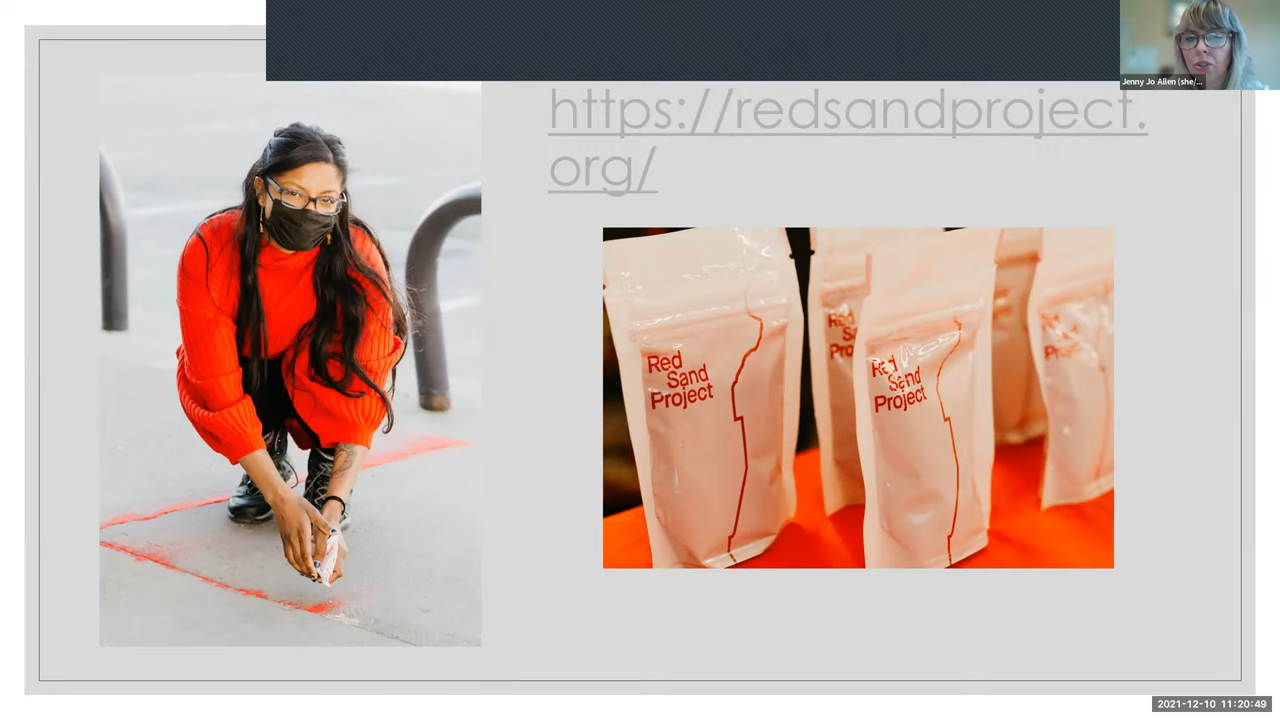 Jenny Jo Allen (she/...
https://redsandproject.
org/
Red
Sand
Project
Red
Sand
Project
2021-12-10 11:20:49